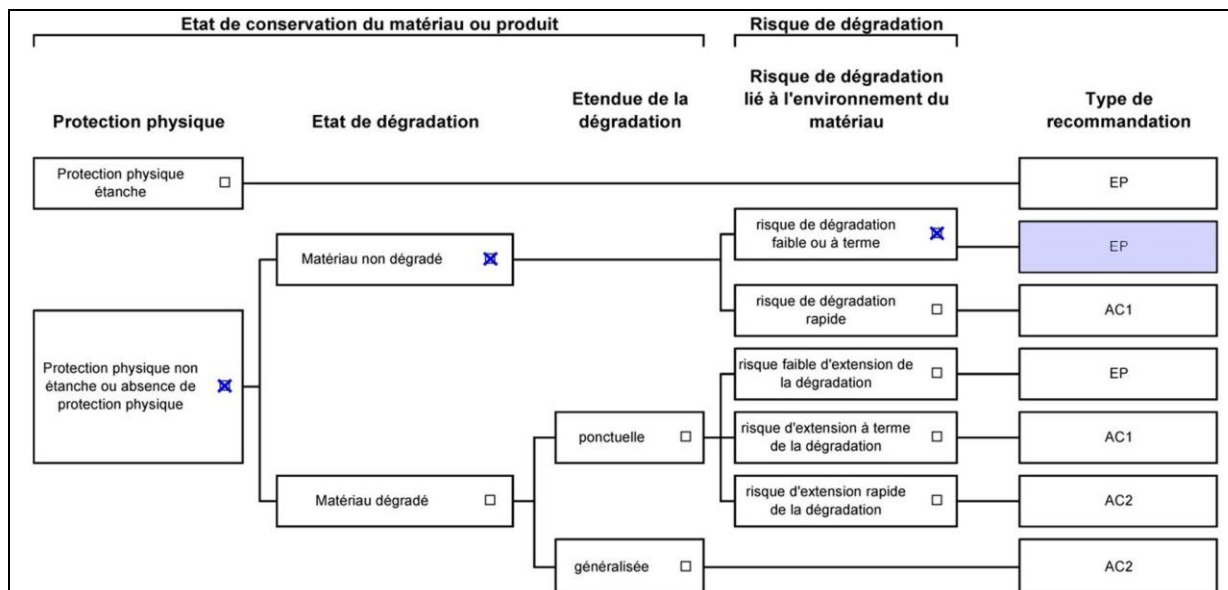 Etat de conservation du matériau ou produit
Risque de dégradation
Protection physique
Etat de dégradation
Etendue de la
dégradation
Risque de dégradation
lié à l'environnement du
matériau
Type de
recommandation
Protection physique
étanche
EP
Protection physique non
étanche ou absence de
protection physique
Matériau non dégradé
risque de dégradation
faible ou à terme
EP
risque de dégradation
rapide
AC1
Matériau dégradé
ponctuelle
risque faible d'extension de
la dégradation
EP
risque d'extension à terme
de la dégradation
AC1
risque d'extension rapide
de la dégradation
AC2
généralisée
AC2